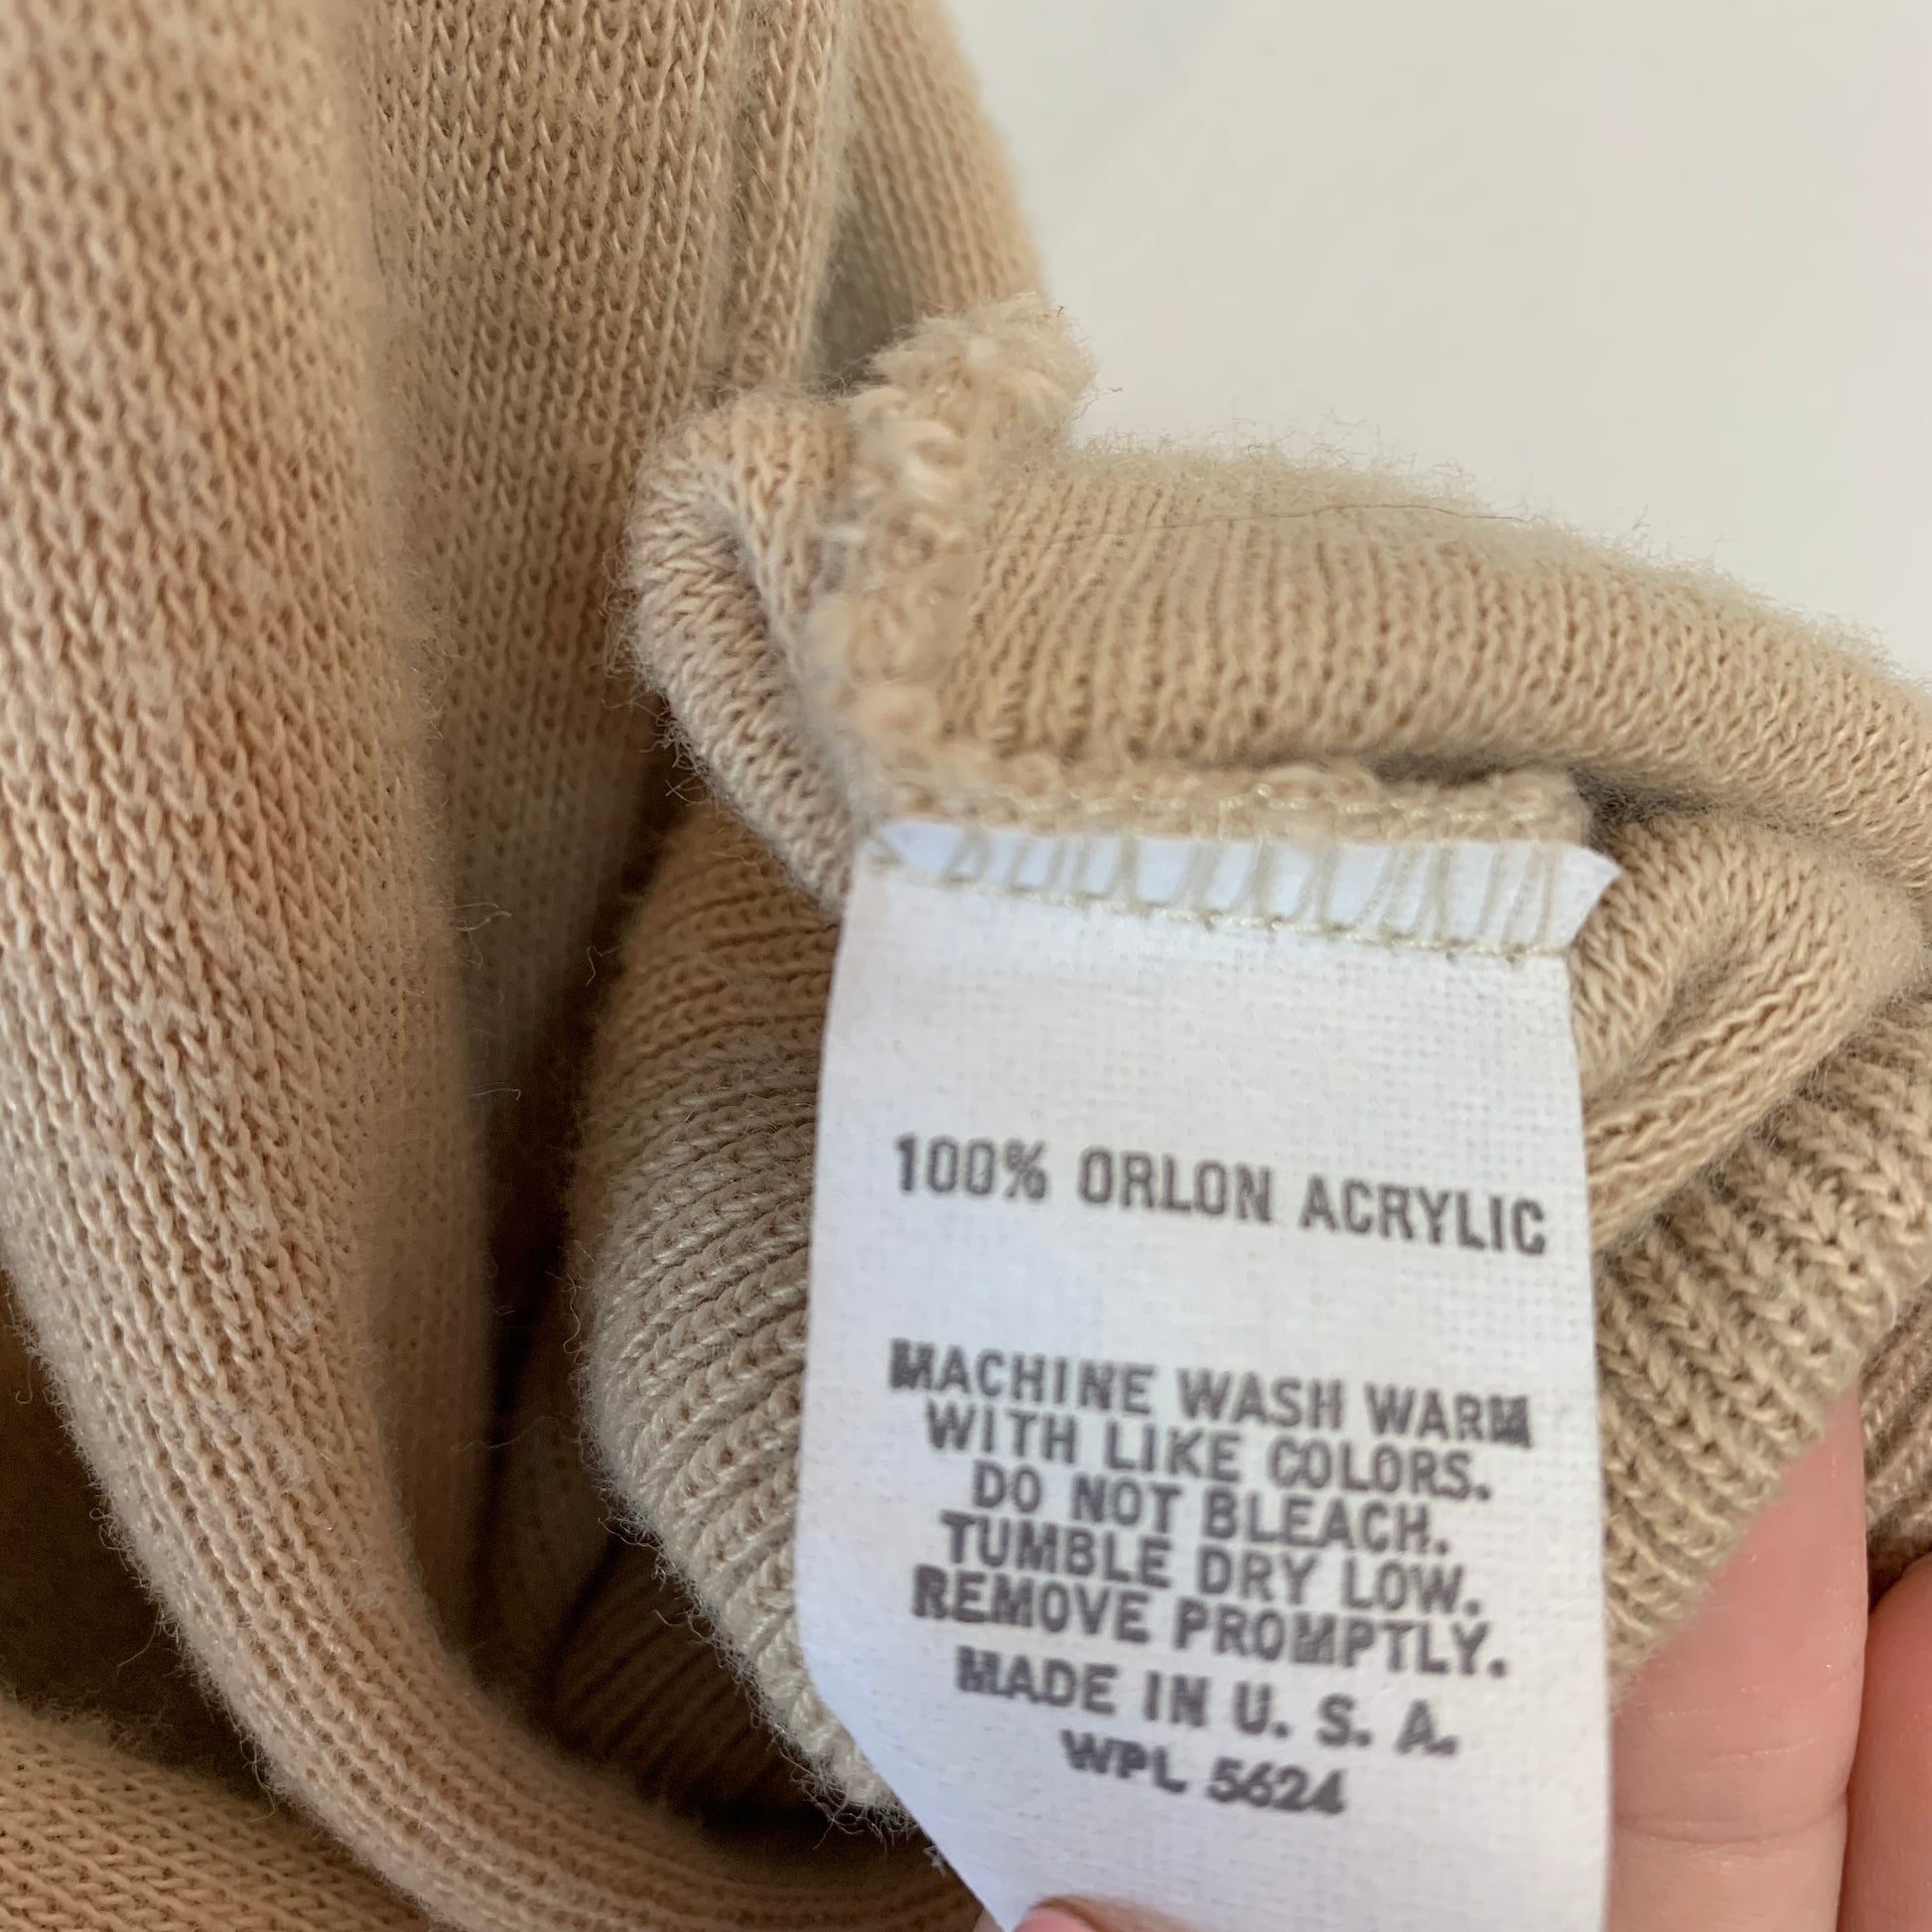 100% ORLON ACRYLIC
MACHINE WASH WARM
WITH LIKE COLORS.
DO NOT BLEACH.
TUMBLE DRY LOW.
REMOVE PROMPTLY.
MADE IN U. S. A.
WPL 5624